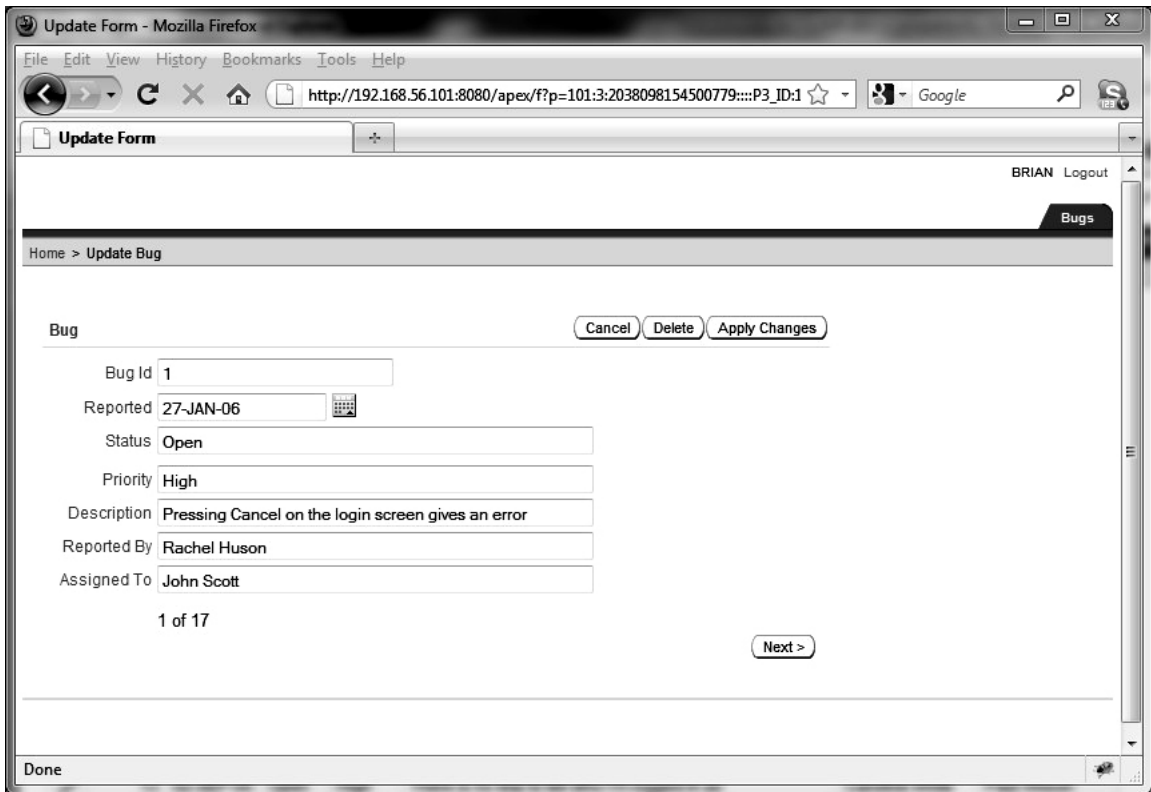 Update Form - Mozilla Firefox
File Edit View History Bookmarks Tools Help
http://192.168.56.101:8080/apex/f?p=101:3:2038098154500779::::P3_ID:1
Google
Update Form
BRIAN Logout
Bugs
Home > Update Bug
Bug
Cancel Delete Apply Changes
Bug Id 1
Reported 27-JAN-06
Status Open
Priority High
Description Pressing Cancel on the login screen gives an error
Reported By Rachel Huson
Assigned To John Scott
1 of 17
Next >
Done